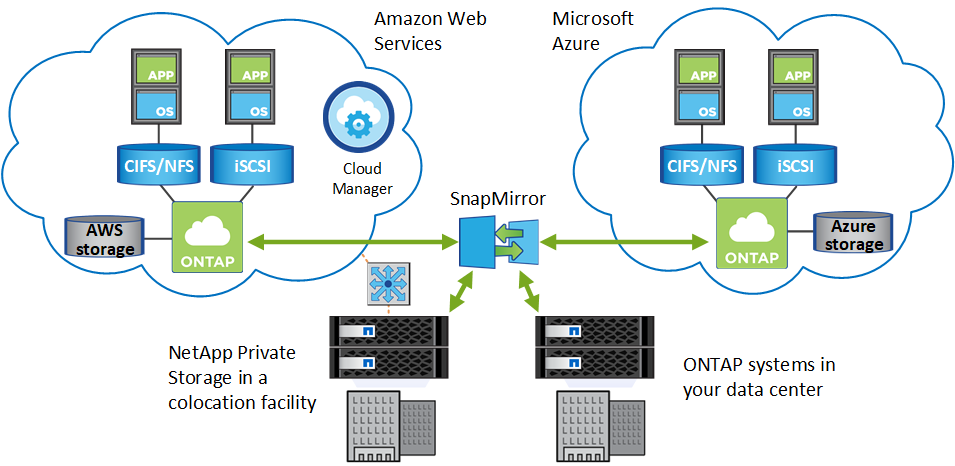 Amazon Web
Services
Microsoft
Azure
APP
APP
OS
OS
CIFS/NFS
iSCSI
Cloud
Manager
AWS
storage
ONTAP
SnapMirror
APP
APP
OS
OS
CIFS/NFS
iSCSI
ONTAP
Azure
storage
NetApp Private
Storage in a
colocation facility
ONTAP systems in
your data center